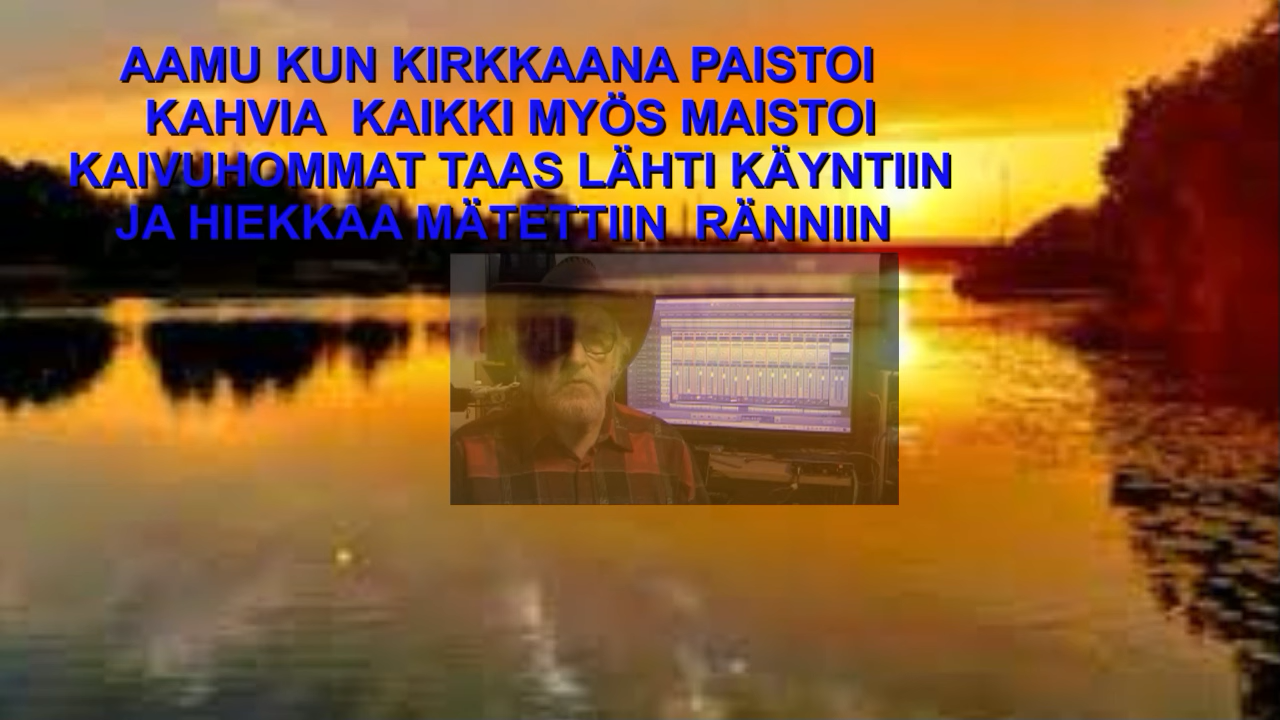 AAMU KUN KIRKKAANA PAISTOI
KAHVIA KAIKKI MYÖS MAISTOI
KAIVUHOMMAT TAAS LÄHTI KÄYNTIIN
JA HIEKKAA MÄTETTIIN RÄNNIIN